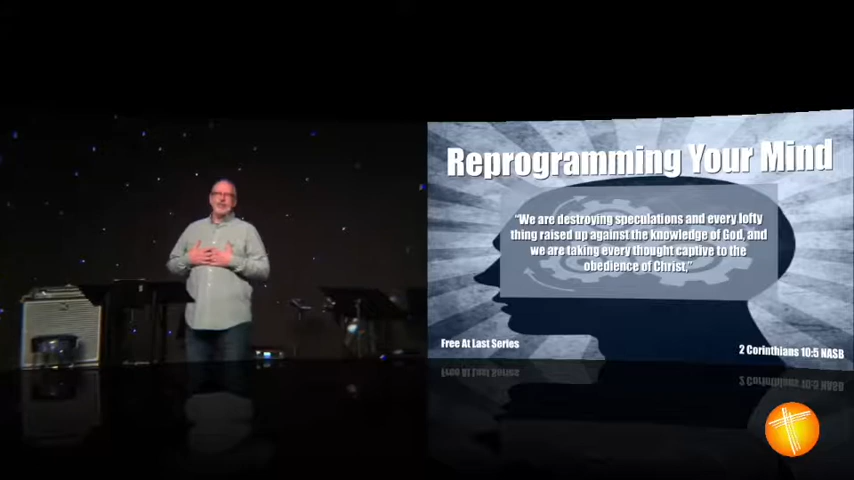 Reprogramming Your Mind
“We are destroying speculations and every lofty
thing raised up against the knowledge of God, and
we are taking every thought captive to the
obedience of Christ,”
Free At Last Series
2 Corinthians 10:5 NASB